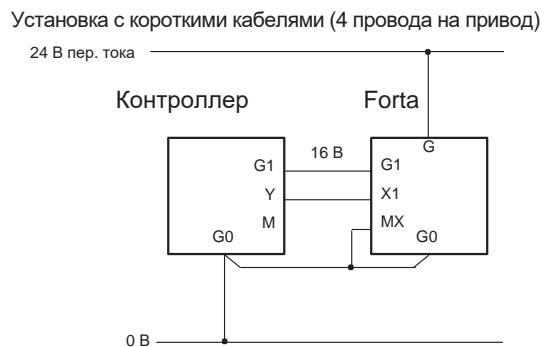 Установка с короткими кабелями (4 провода на привод)
24 В пер. тока
Контроллер Forta
G
G1 16 В G1
Y X1
M MX
G0 G0
0 В